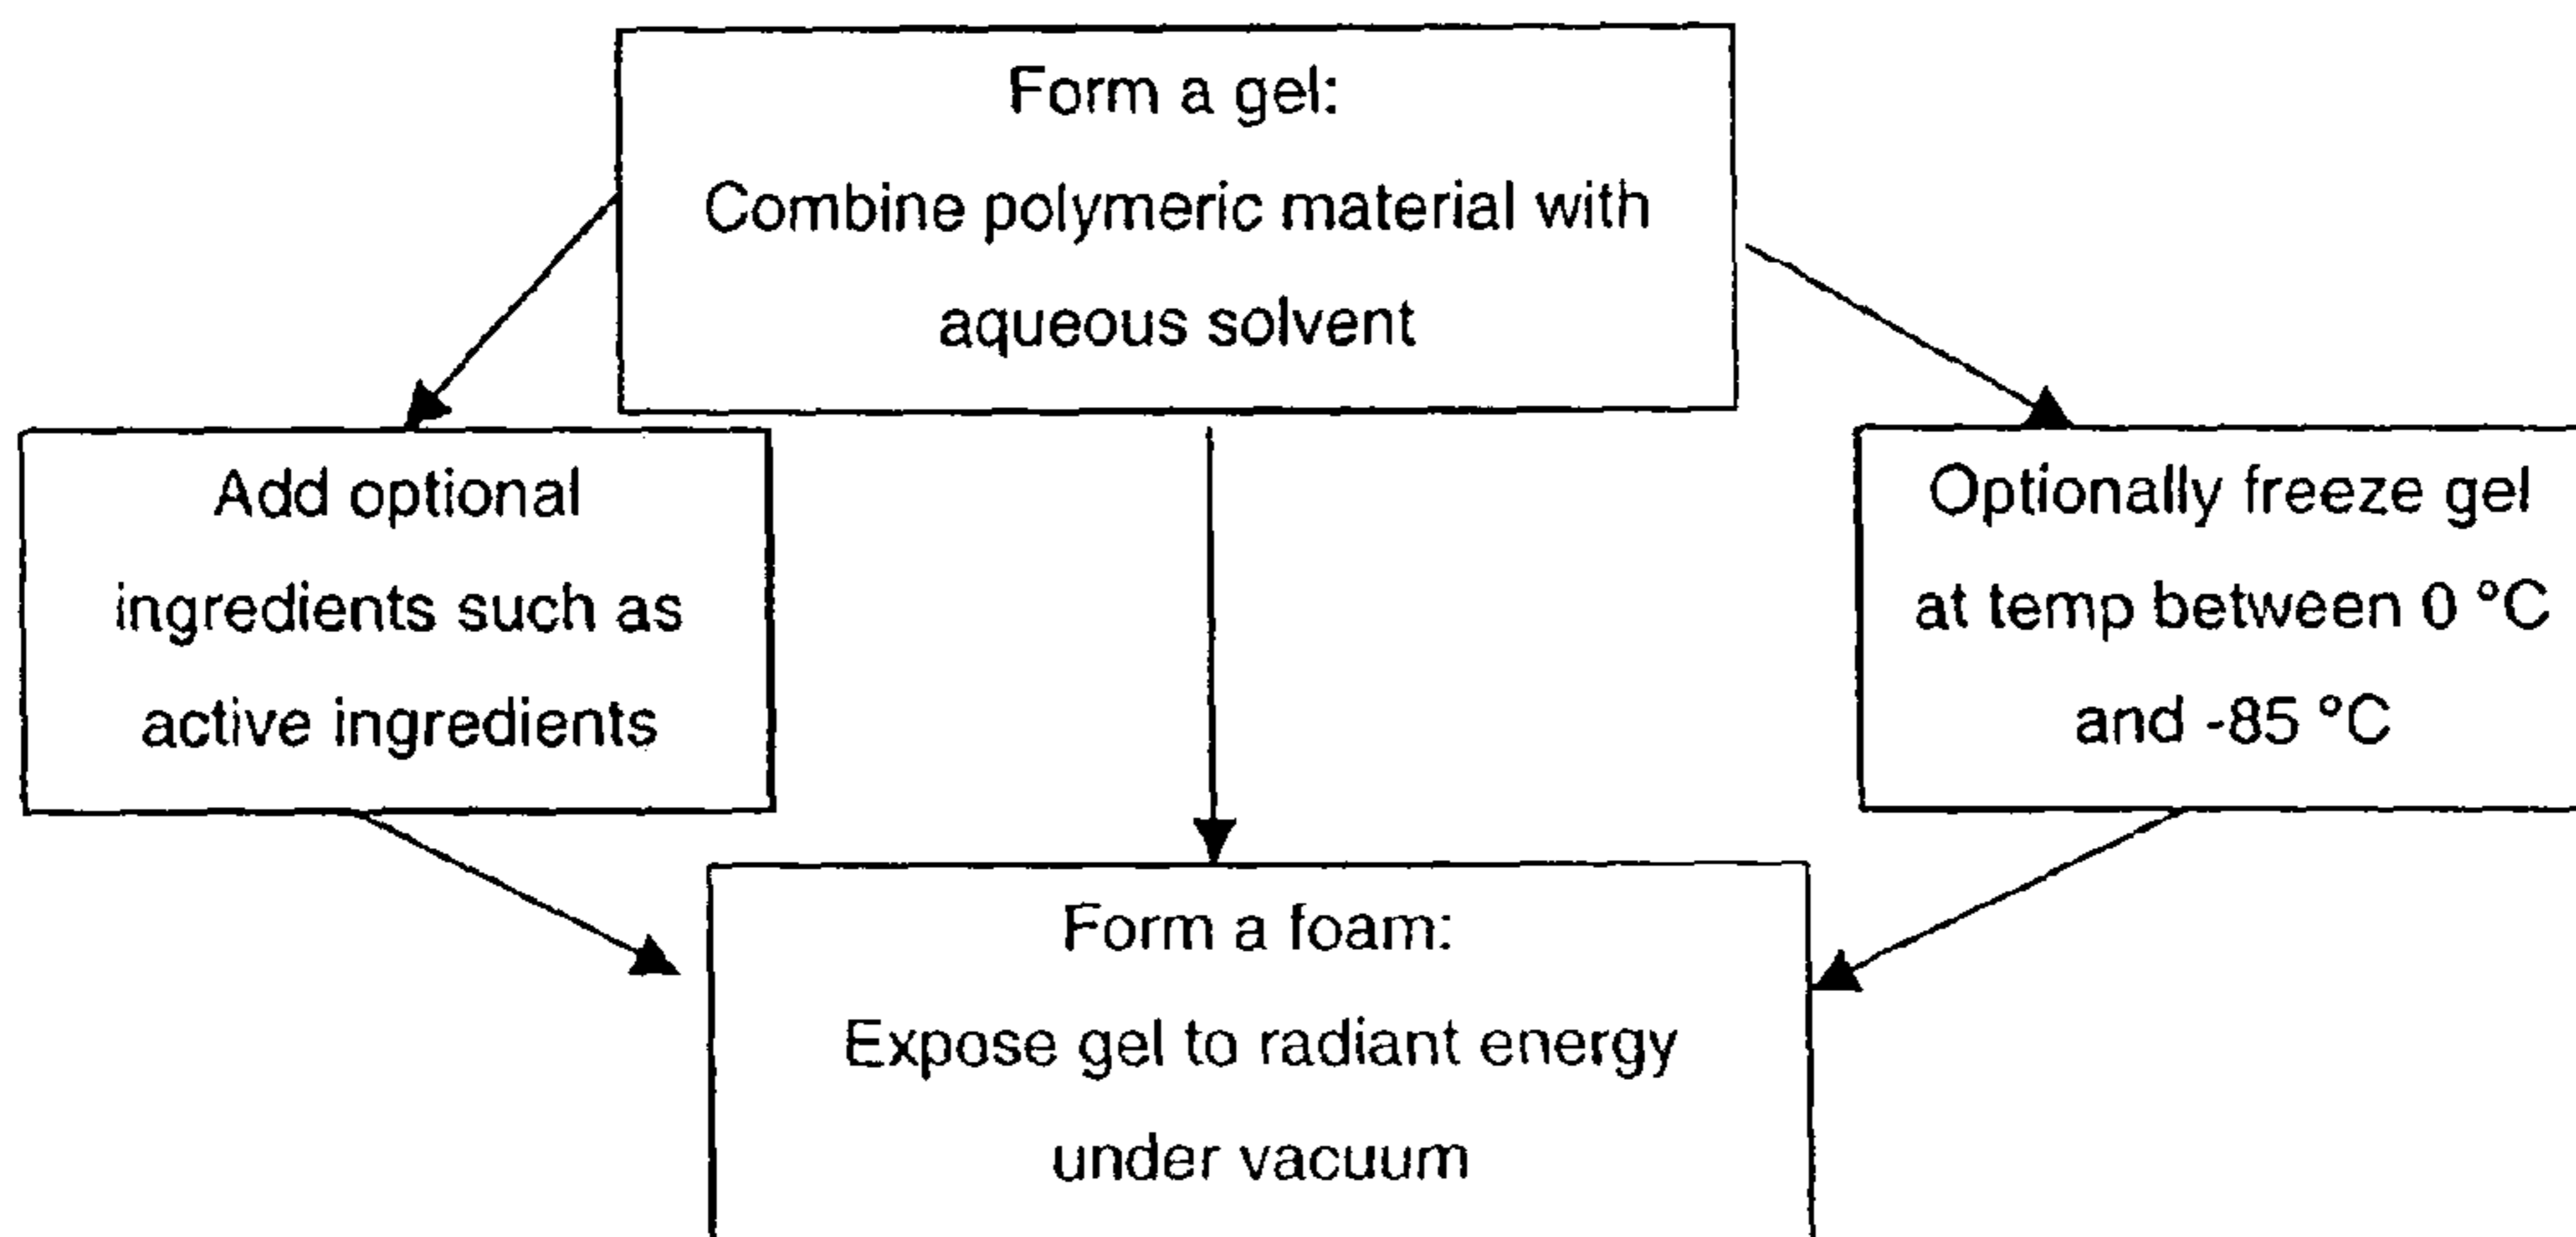 Form a gel:
Combine polymeric material with
aqueous solvent
Add optional
ingredients such as
active ingredients
Optionally freeze gel
at temp between 0 °C
and -85 °C
Form a foam:
Expose gel to radiant energy
under vacuum